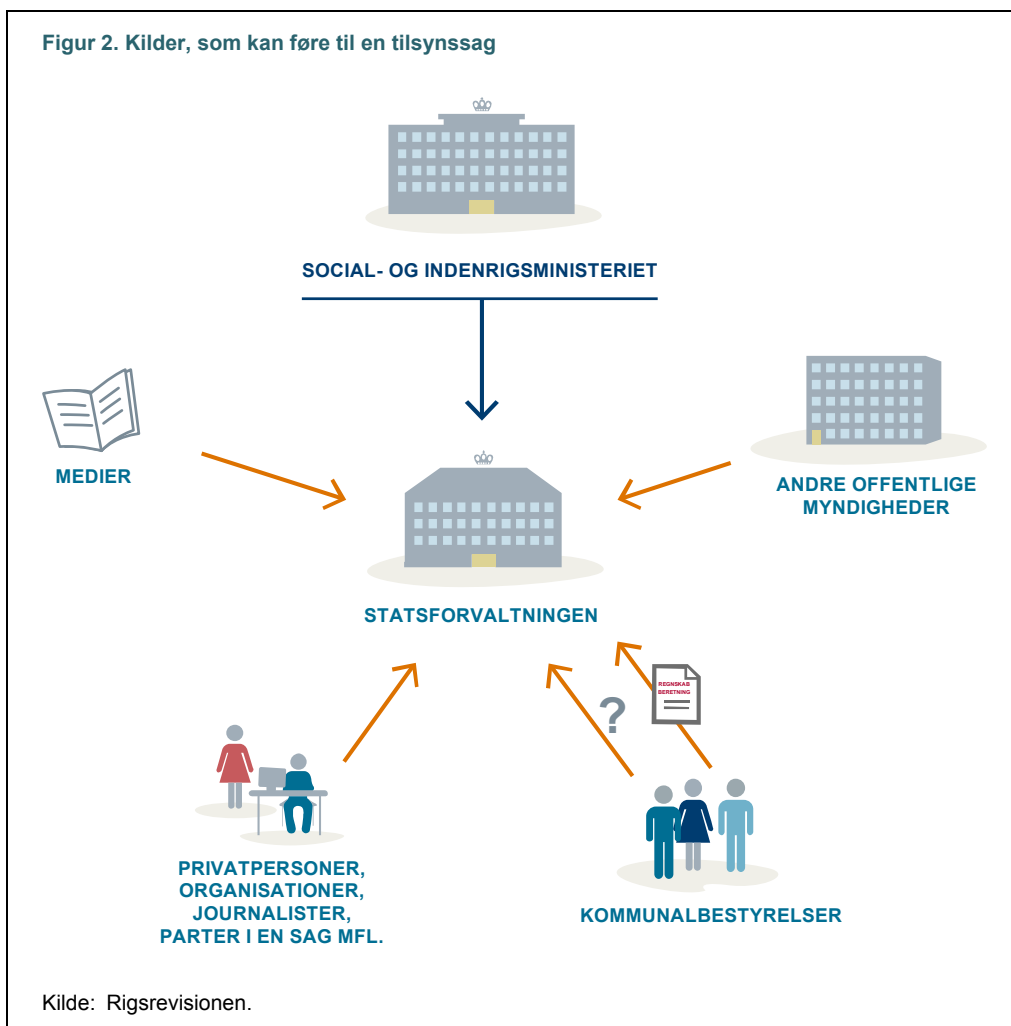 Figur 2. Kilder, som kan føre til en tilsynssag
SOCIAL- OG INDENRIGSMINISTERIET
MEDIER
ANDRE OFFENTLIGE
MYNDIGHEDER
STATSFORVALTNINGEN
REGNSKAB
BERETNING
?
PRIVATPERSONER,
ORGANISATIONER,
JOURNALISTER,
PARTER I EN SAG MFL.
KOMMUNALBESTYRELSER
Kilde: Rigsrevisionen.